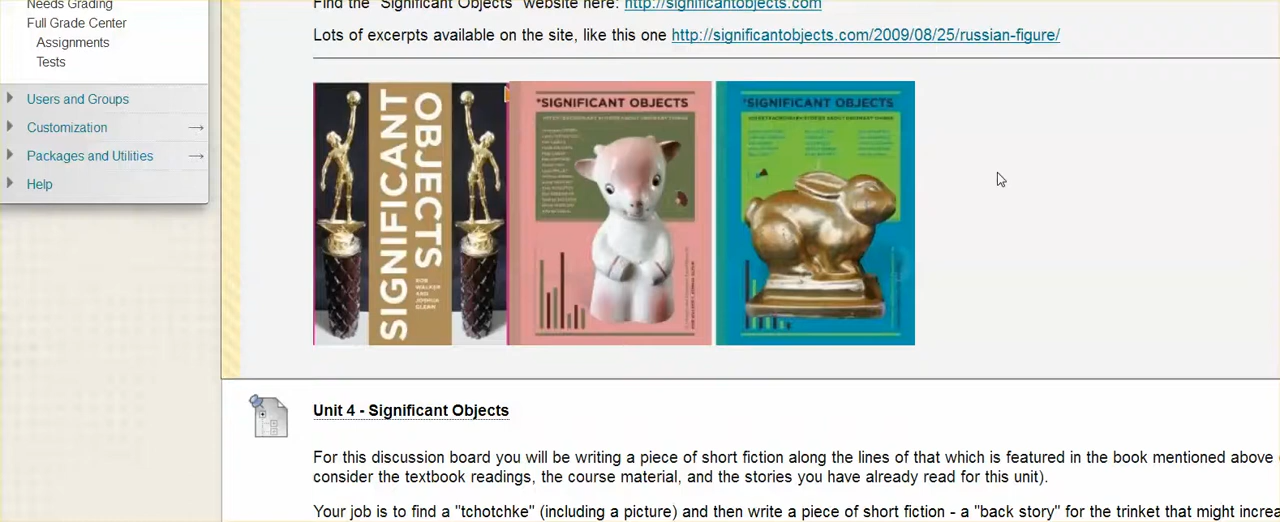 Needs Grading
Full Grade Center
Assignments
Tests
Users and Groups
Customization
Packages and Utilities
Help
Find the "Significant Objects" website here: http://significantobjects.com
Lots of excerpts available on the site, like this one http://significantobjects.com/2009/08/25/russian-figure/
SIGNIFICANT
OBJECTS
ROB
WALKER
AND
JOSHUA
GLENN
*SIGNIFICANT OBJECTS
*SIGNIFICANT OBJECTS
Unit 4 - Significant Objects
For this discussion board you will be writing a piece of short fiction along the lines of that which is featured in the book mentioned above
consider the textbook readings, the course material, and the stories you have already read for this unit).
Your job is to find a "tchotchke" (including a picture) and then write a piece of short fiction - a "back story" for the trinket that might increa